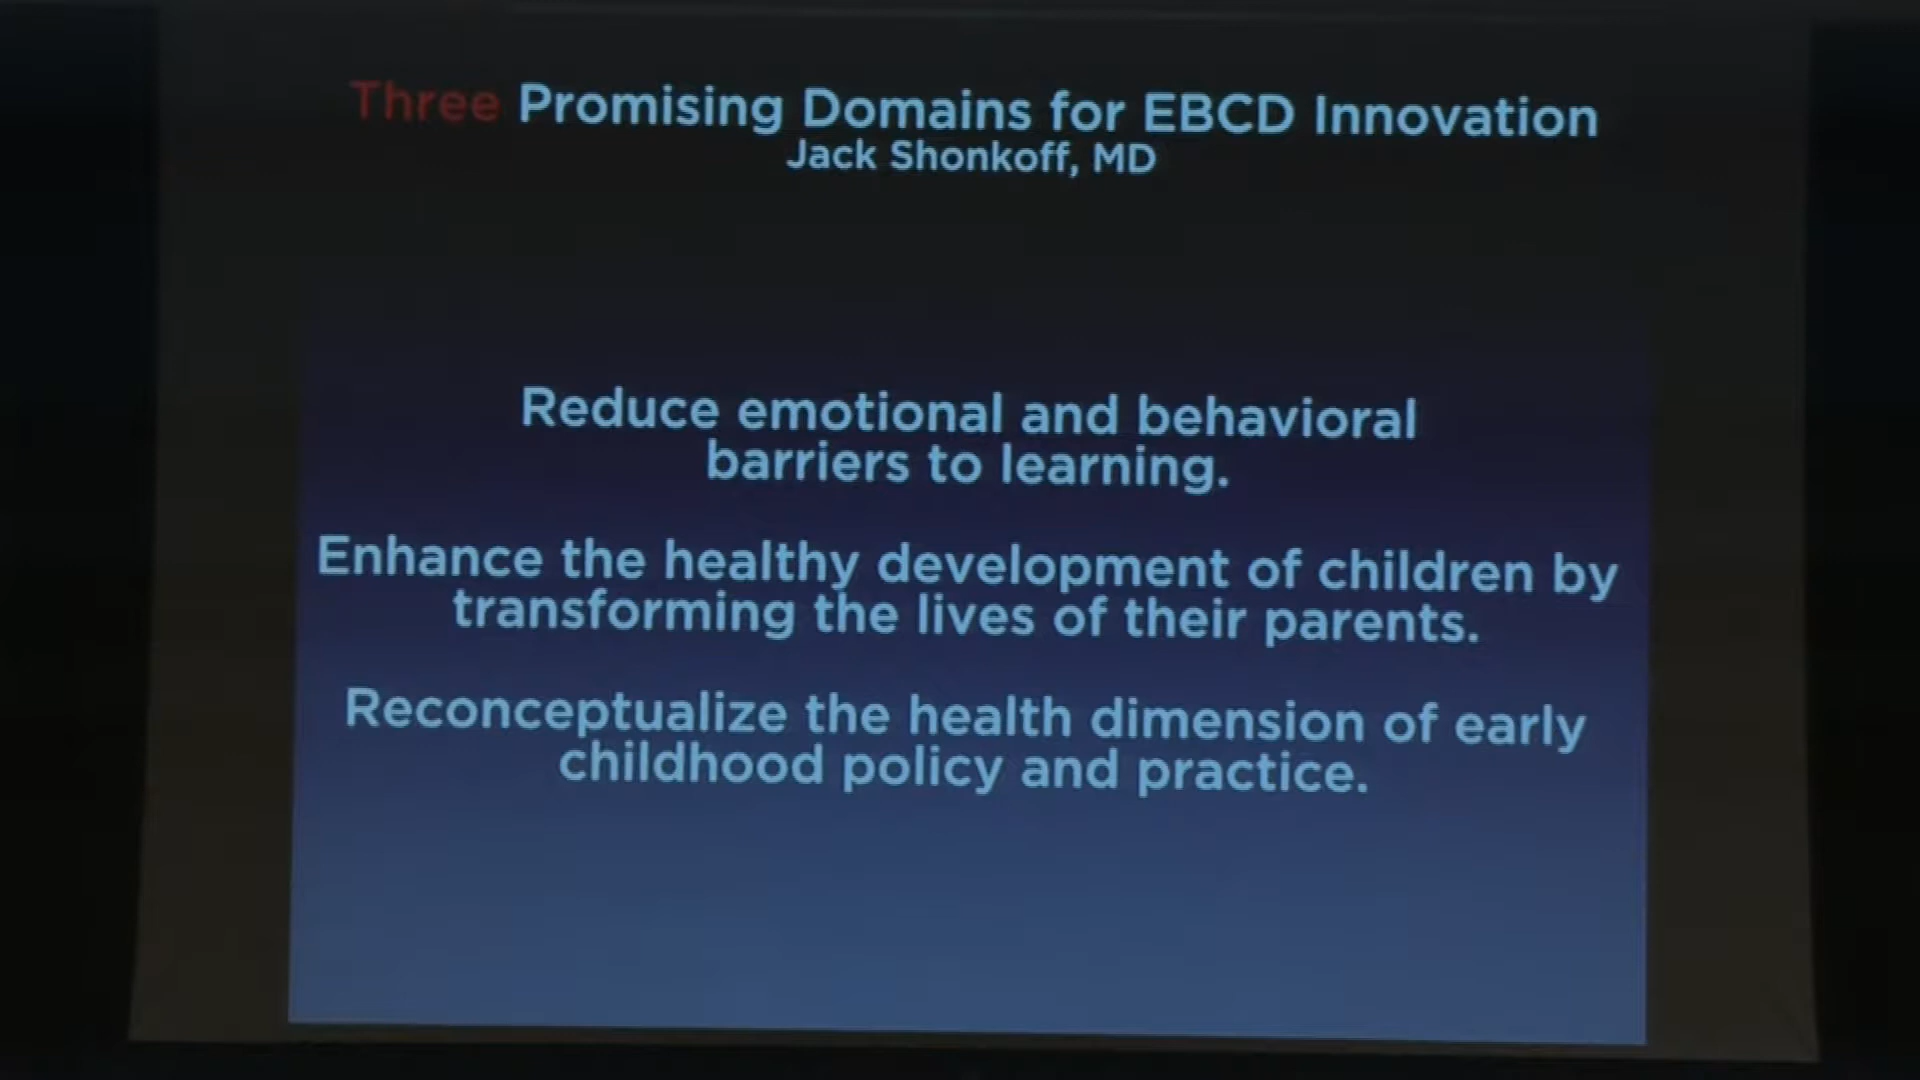 Three Promising Domains for EBCD Innovation
Jack Shonkoff, MD
Reduce emotional and behavioral
barriers to learning.
Enhance the healthy development of children by
transforming the lives of their parents.
Reconceptualize the health dimension of early
childhood policy and practice.